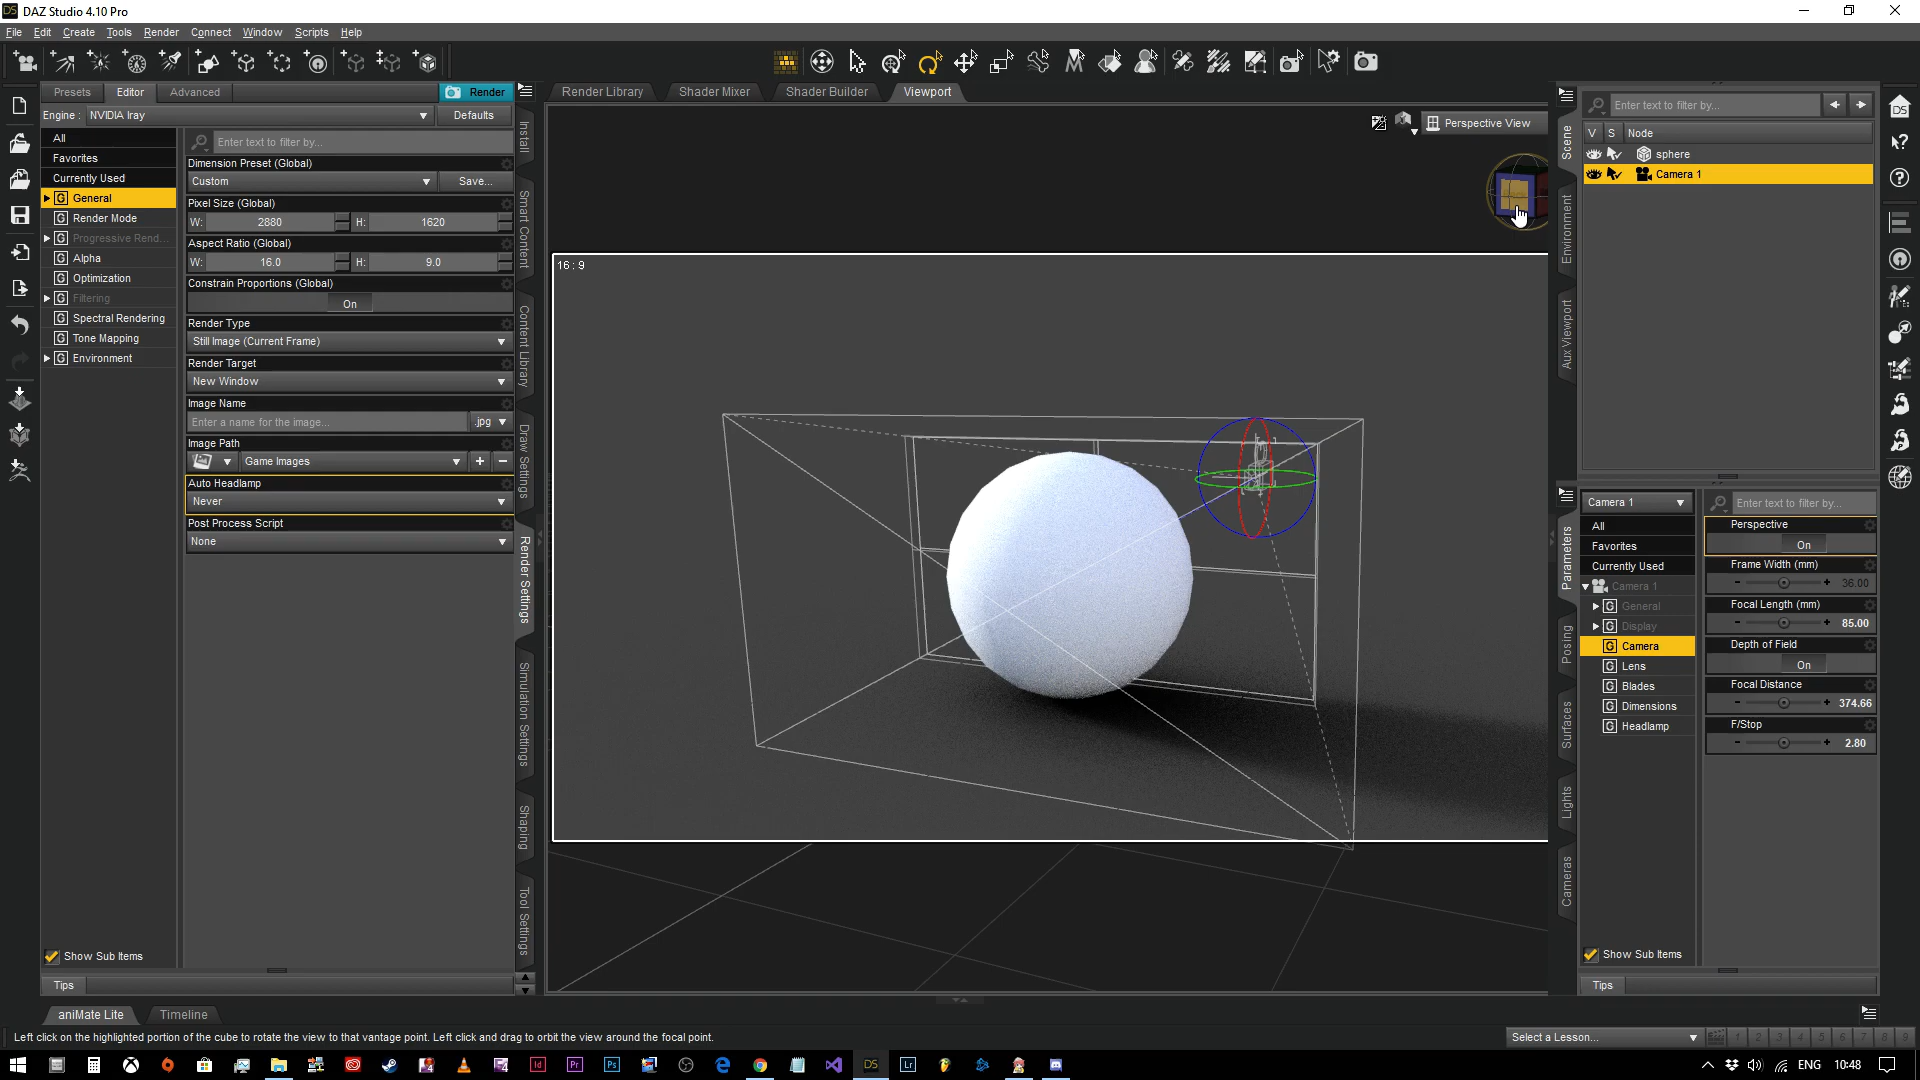 DAZ Studio 4.10 Pro
File Edit Create Tools Render Connect Window Scripts Help
Presets Editor Advanced Render
Engine : NVIDIA Iray Defaults
All
Favorites
Currently Used
General
Render Mode
Progressive Rend...
Alpha
Optimization
Filtering
Spectral Rendering
Tone Mapping
Environment
Show Sub Items
Enter text to filter by...
Dimension Preset (Global)
Custom Save...
Pixel Size (Global)
W: 2880 H: 1620
Aspect Ratio (Global)
W: 16.0 H: 9.0
Constrain Proportions (Global)
On
Render Type
Still Image (Current Frame)
Render Target
New Window
Image Name
Enter a name for the image... .jpg
Image Path
Game Images
Auto Headlamp
Never
Post Process Script
None
Tips
Install
Smart Content
Content Library
Draw Settings
Render Settings
Simulation Settings
Shaping
Tool Settings
Render Library Shader Mixer Shader Builder Viewport
Perspective View
16 : 9
Scene
Environment
Aux Viewport
Enter text to filter by...
V S Node
sphere
Camera 1
Parameters
Posing
Surfaces
Lights
Cameras
Camera 1
All
Favorites
Currently Used
Camera 1
General
Display
Camera
Lens
Blades
Dimensions
Headlamp
Show Sub Items
Enter text to filter by...
Perspective
On
Frame Width (mm)
36.00
Focal Length (mm)
85.00
Depth of Field
On
Focal Distance
374.66
F/Stop
2.80
Tips
aniMate Lite Timeline
Left click on the highlighted portion of the cube to rotate the view to that vantage point. Left click and drag to orbit the view around the focal point.
Select a Lesson... 1 2 3 4 5 6 7 8 9
ENG 10:48